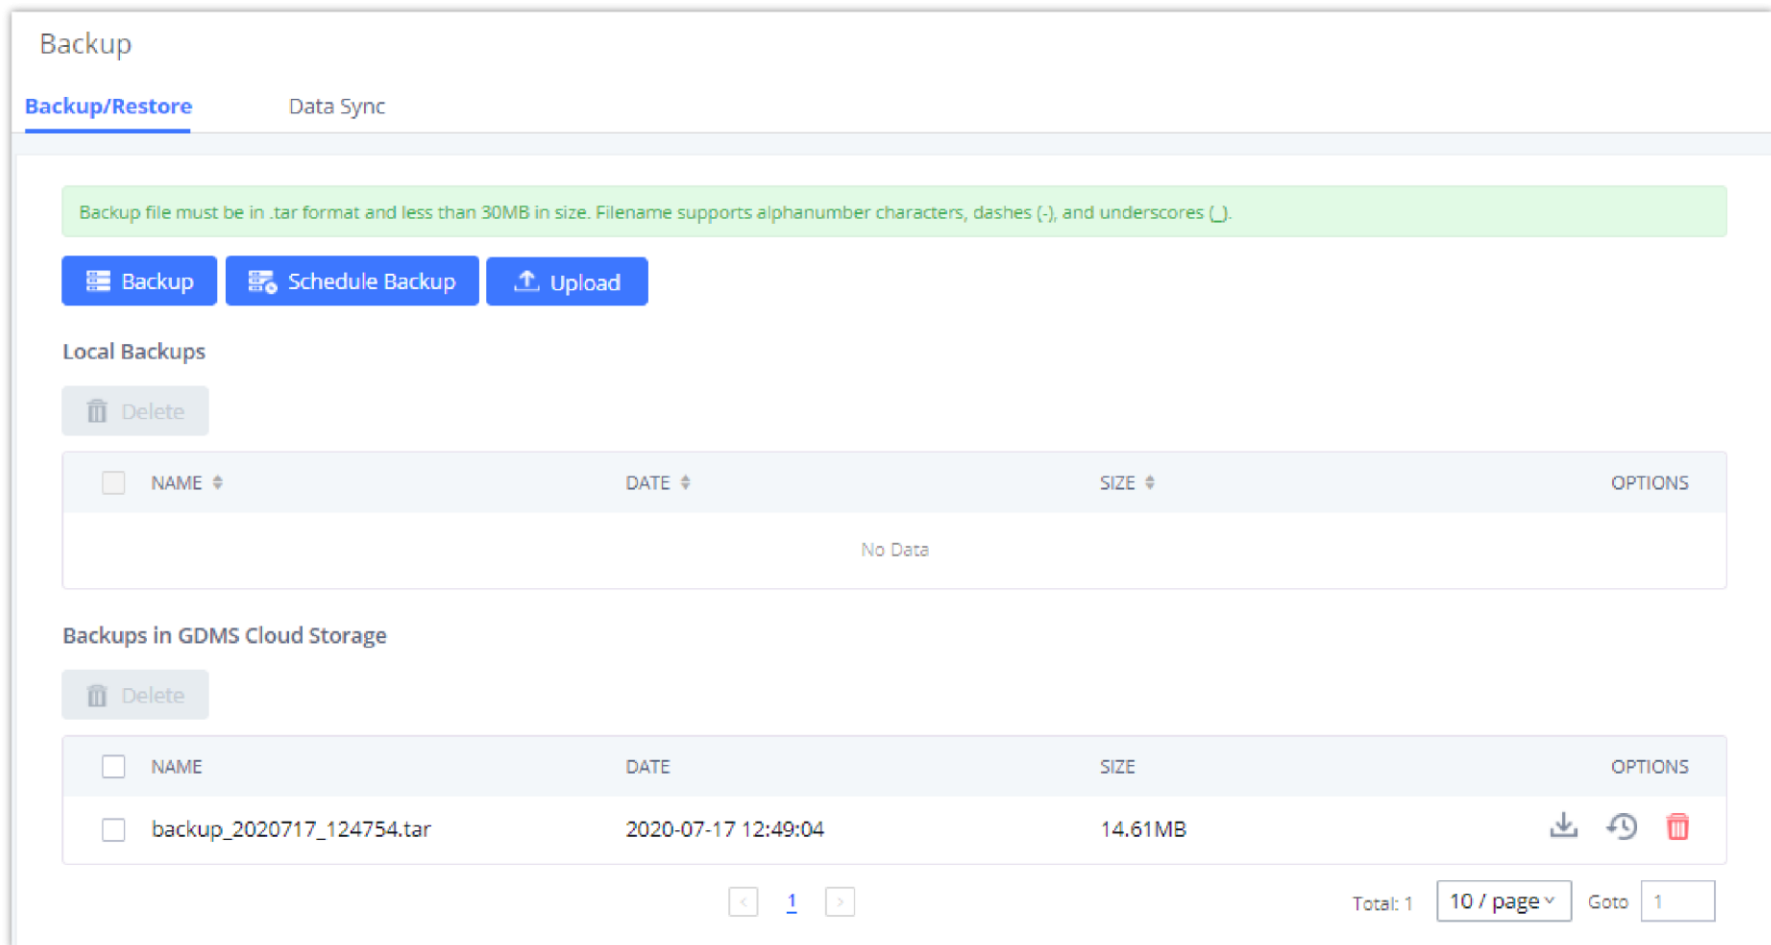 Backup
Backup/Restore Data Sync
Backup file must be in .tar format and less than 30MB in size. Filename supports alphanumber characters, dashes (-), and underscores (_).
Backup Schedule Backup Upload
Local Backups
Delete
NAME DATE SIZE OPTIONS
No Data
Backups in GDMS Cloud Storage
Delete
NAME DATE SIZE OPTIONS
backup_2020717_124754.tar 2020-07-17 12:49:04 14.61MB
< 1 > Total: 1 10 / page Goto 1